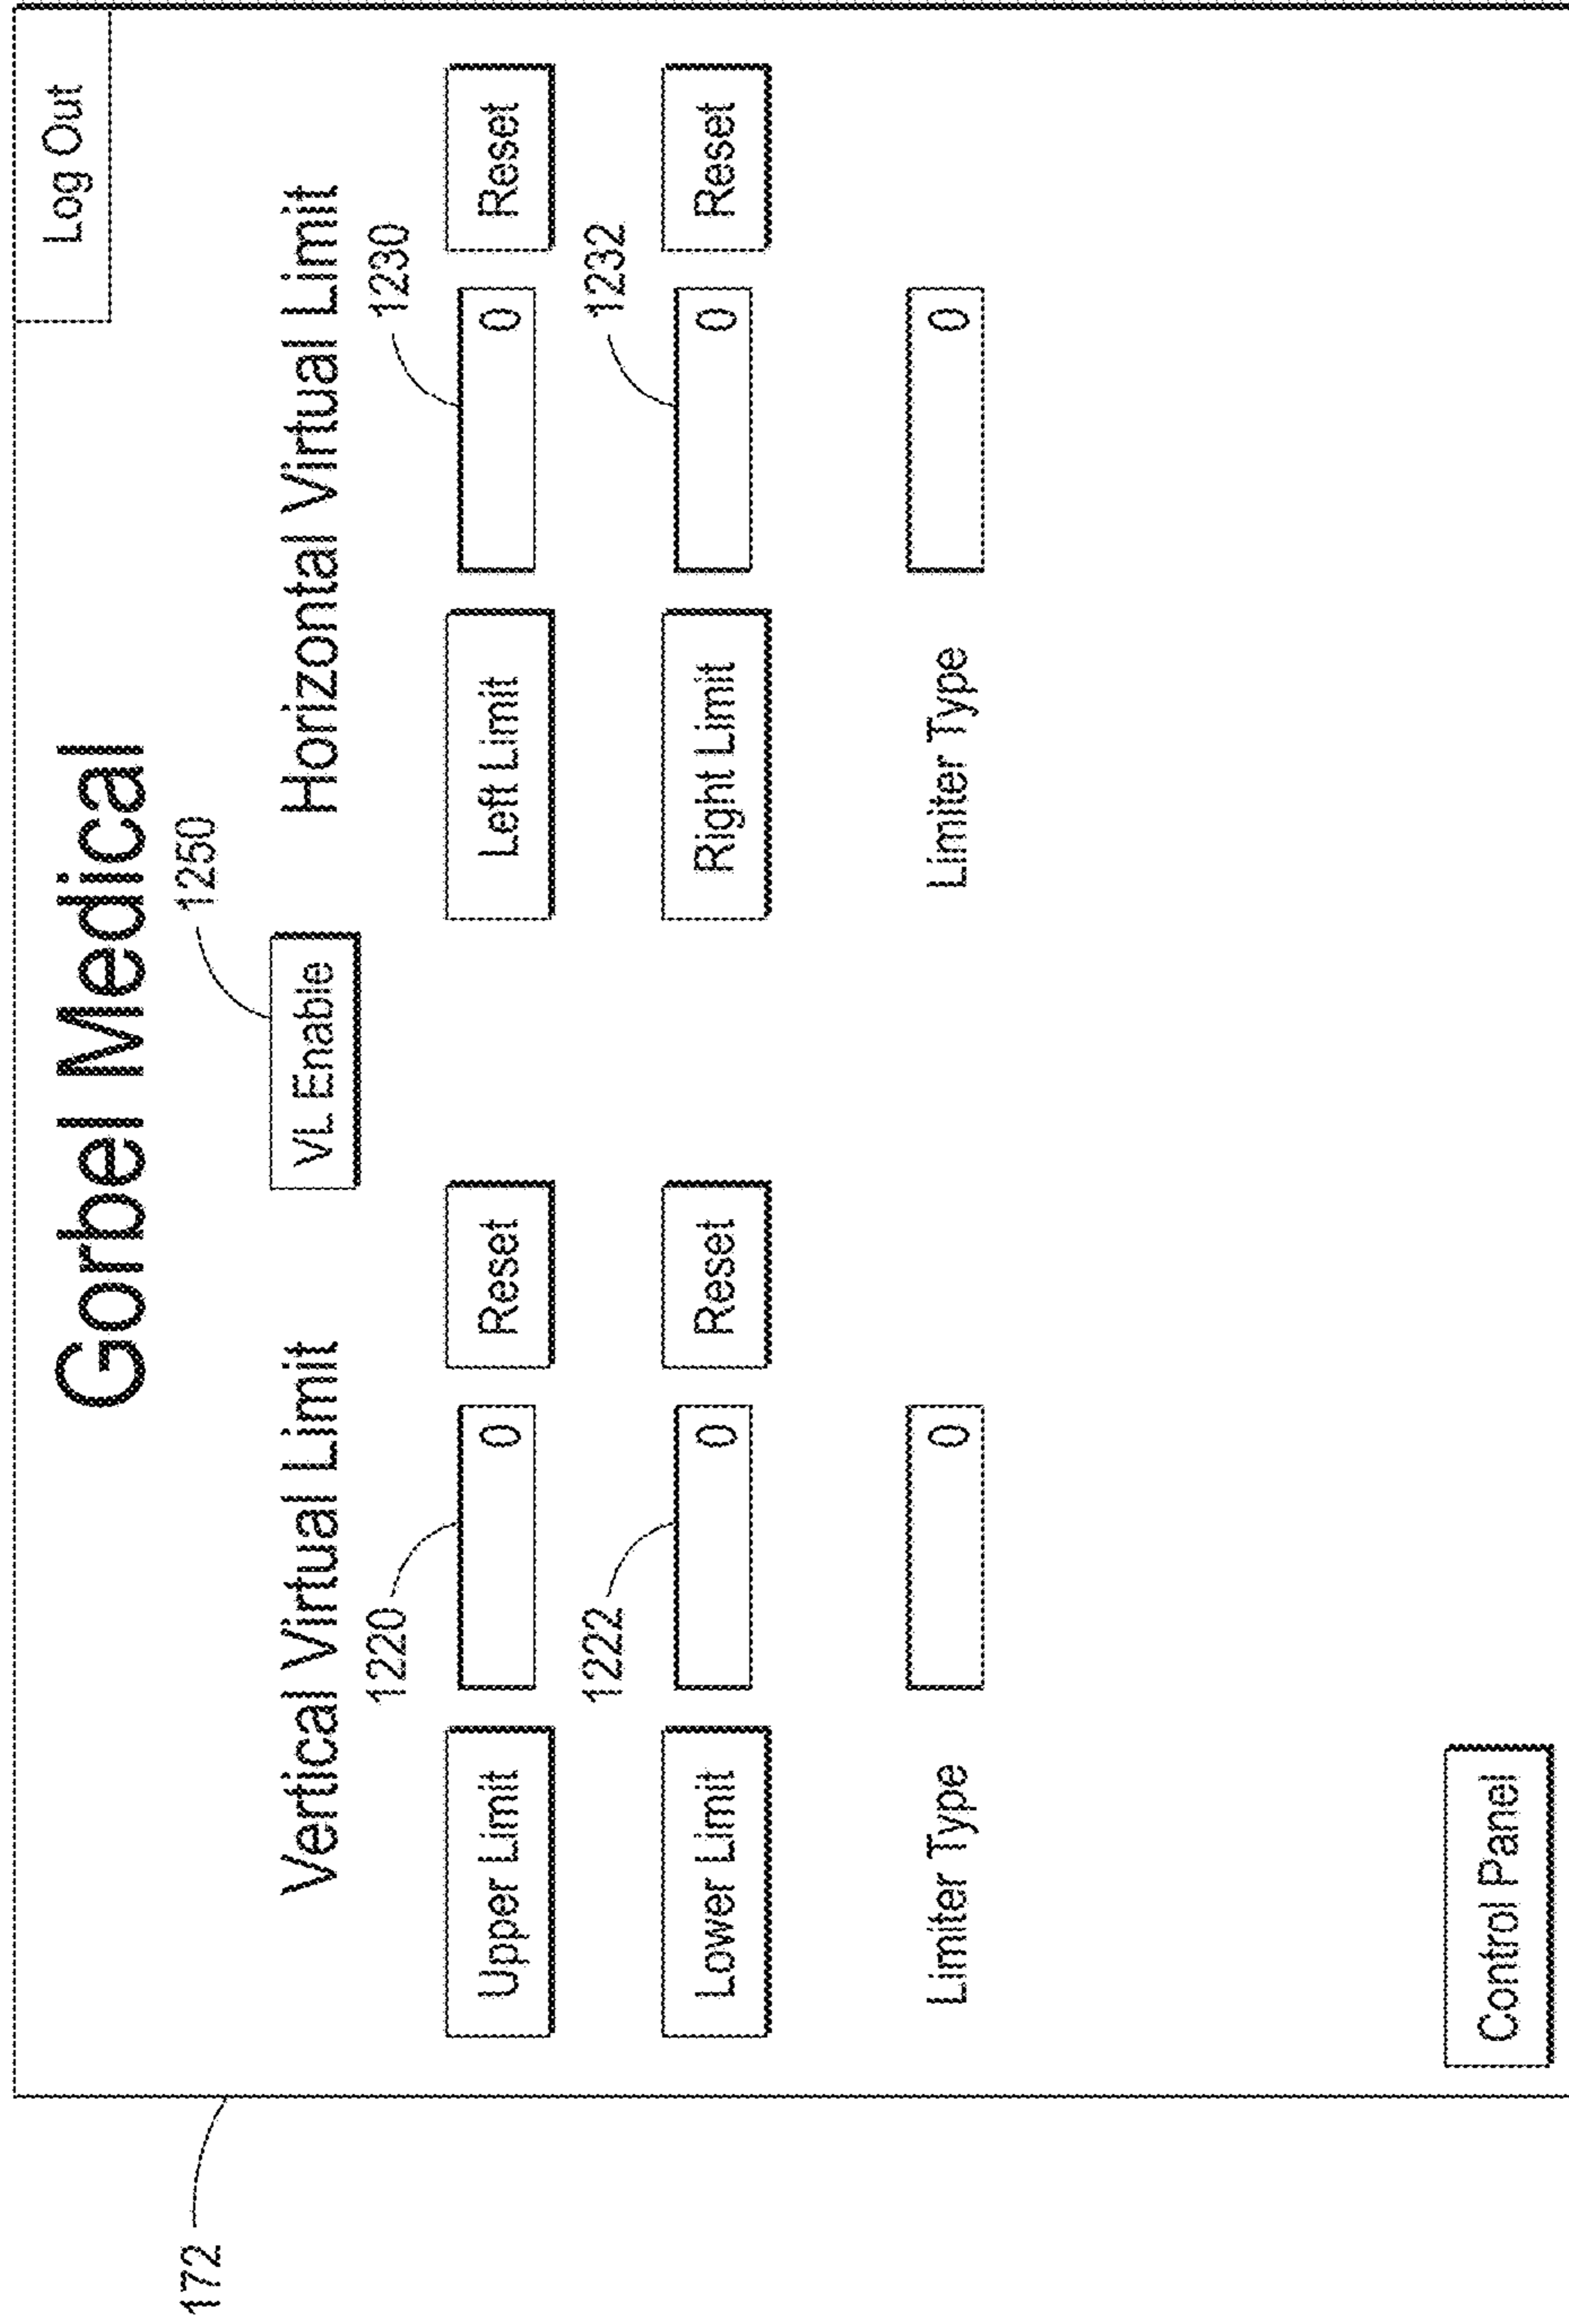 Log Out
Gorbel Medical
172
1250
Vertical Virtual Limit
VL Enable
Horizontal Virtual Limit
1220
1230
Upper Limit
0
Reset
Left Limit
0
Reset
1222
1232
Lower Limit
0
Reset
Right Limit
0
Reset
Limiter Type
0
Limiter Type
0
Control Panel